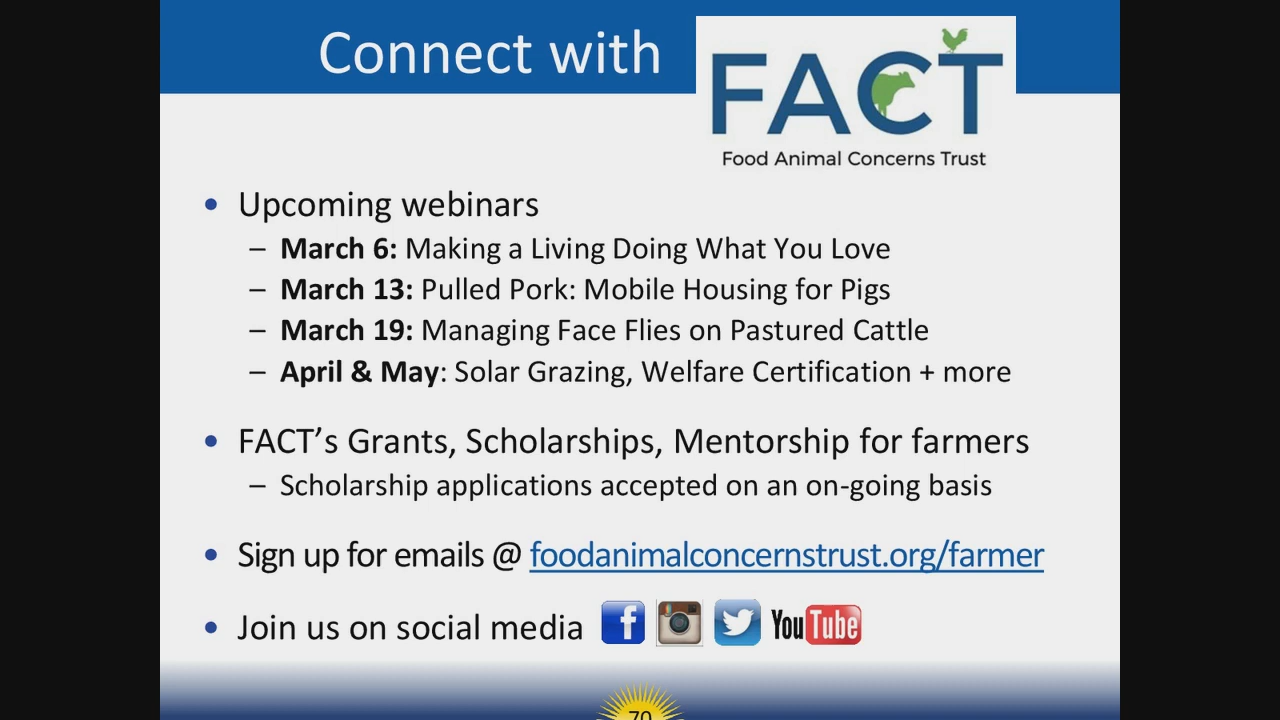 Connect with
FACT
Food Animal Concerns Trust
• Upcoming webinars
– March 6: Making a Living Doing What You Love
– March 13: Pulled Pork: Mobile Housing for Pigs
– March 19: Managing Face Flies on Pastured Cattle
– April & May: Solar Grazing, Welfare Certification + more
• FACT’s Grants, Scholarships, Mentorship for farmers
– Scholarship applications accepted on an on-going basis
• Sign up for emails @ foodanimalconcernstrust.org/farmer
• Join us on social media f YouTube
70